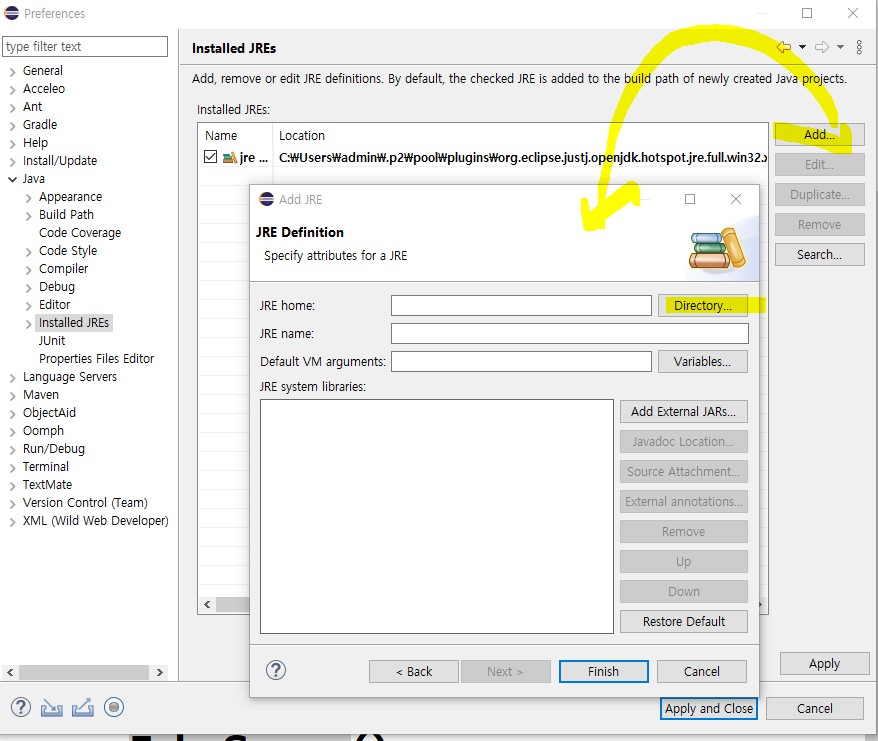 Preferences
type filter text
General
Acceleo
Ant
Gradle
Help
Install/Update
Java
Appearance
Build Path
Code Coverage
Code Style
Compiler
Debug
Editor
Installed JREs
JUnit
Properties Files Editor
Language Servers
Maven
ObjectAid
Oomph
Run/Debug
Terminal
TextMate
Version Control (Team)
XML (Wild Web Developer)
Installed JREs
Add, remove or edit JRE definitions. By default, the checked JRE is added to the build path of newly created Java projects.
Installed JREs:
Name Location
jre ... C:₩Users₩admin₩.p2₩pool₩plugins₩org.eclipse.justj.openjdk.hotspot.jre.full.win32.x
Add...
Edit...
Duplicate...
Remove
Search...
Add JRE
JRE Definition
Specify attributes for a JRE
JRE home: Directory...
JRE name:
Default VM arguments: Variables...
JRE system libraries:
Add External JARs...
Javadoc Location...
Source Attachment...
External annotations...
Remove
Up
Down
Restore Default
< Back Next > Finish Cancel
Apply
Apply and Close Cancel